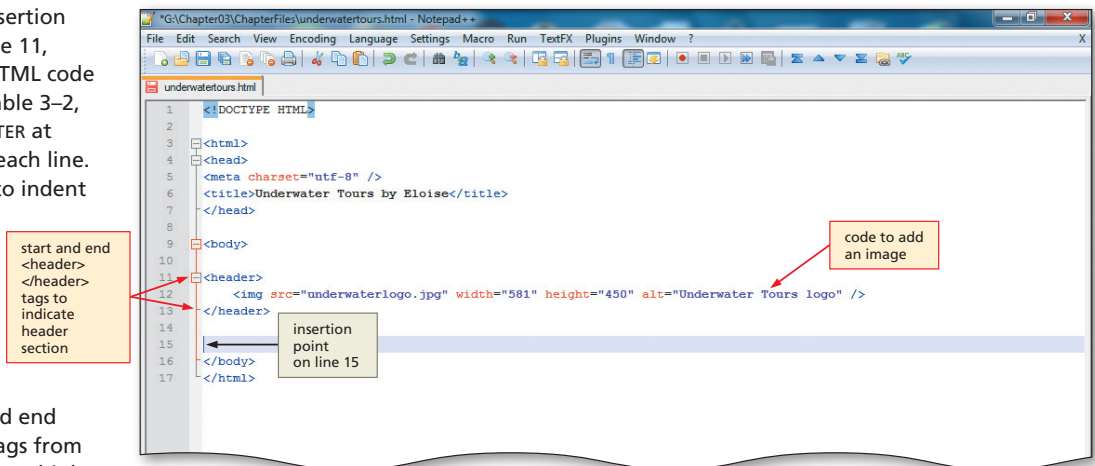 sertion
e 11,
TML code
ble 3–2,
TER at
each line.
to indent
start and end
<header>
</header>
tags to
indicate
header
section
d end
ags from
*G:\Chapter03\ChapterFiles\underwatertours.html - Notepad++
File Edit Search View Encoding Language Settings Macro Run TextFX Plugins Window ? X
underwatertours.html
1 <!DOCTYPE HTML>
2
3 <html>
4 <head>
5 <meta charset="utf-8" />
6 <title>Underwater Tours by Eloise</title>
7 </head>
8
9 <body>
10
11 <header>
12 <img src="underwaterlogo.jpg" width="581" height="450" alt="Underwater Tours logo" />
13 </header>
14
15
16 </body>
17 </html>
code to add
an image
insertion
point
on line 15